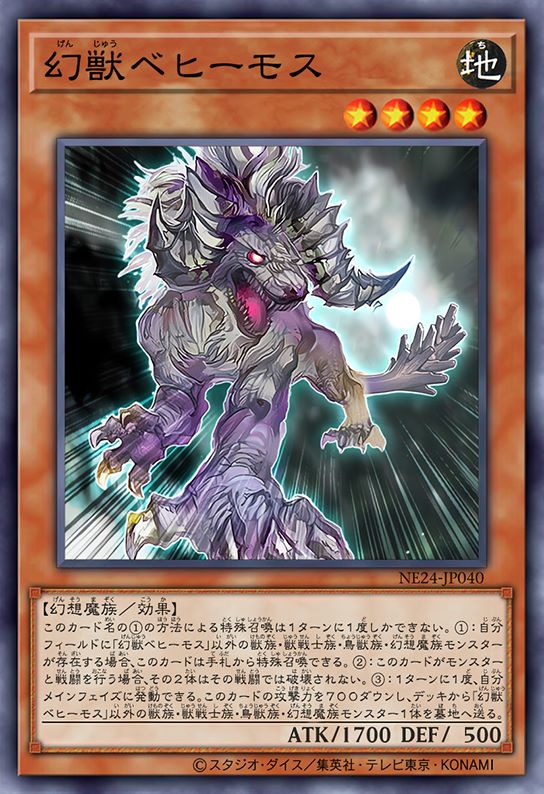 幻獣ベヒーモス
地
NE24-JP040
【幻想魔族／効果】
このカード名の①の方法による特殊召喚は1ターンに1度しかできない。①：自分
フィールドに「幻獣ベヒーモス」以外の獣族・獣戦士族・鳥獣族・幻想魔族モンスター
が存在する場合、このカードは手札から特殊召喚できる。②：このカードがモンスター
と戦闘を行う場合、その2体はその戦闘では破壊されない。③：1ターンに1度、自分
メインフェイズに発動できる。このカードの攻撃力を700ダウンし、デッキから「幻獣
ベヒーモス」以外の獣族・獣戦士族・鳥獣族・幻想魔族モンスター1体を墓地へ送る。
ATK/1700 DEF/ 500
©スタジオ・ダイス／集英社・テレビ東京・KONAMI